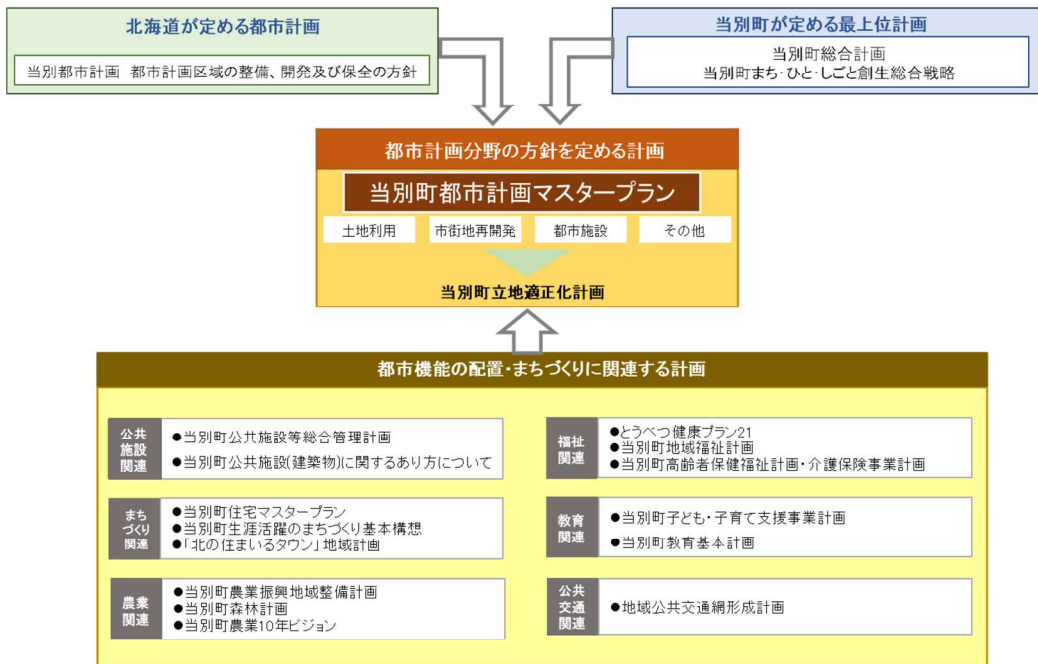 北海道が定める都市計画
当別都市計画 都市計画区域の整備、開発及び保全の方針
当別町が定める最上位計画
当別町総合計画
当別町まち・ひと・しごと創生総合戦略
都市計画分野の方針を定める計画
当別町都市計画マスタープラン
土地利用
市街地再開発
都市施設
その他
当別町立地適正化計画
都市機能の配置・まちづくりに関連する計画
公共
施設
関連
●当別町公共施設等総合管理計画
●当別町公共施設(建築物)に関するあり方について
まち
づくり
関連
●当別町住宅マスタープラン
●当別町生涯活躍のまちづくり基本構想
●「北の住まいるタウン」地域計画
農業
関連
●当別町農業振興地域整備計画
●当別町森林計画
●当別町農業10年ビジョン
福祉
関連
●とうべつ健康プラン21
●当別町地域福祉計画
●当別町高齢者保健福祉計画・介護保険事業計画
教育
関連
●当別町子ども・子育て支援事業計画
●当別町教育基本計画
公共
交通
関連
●地域公共交通網形成計画